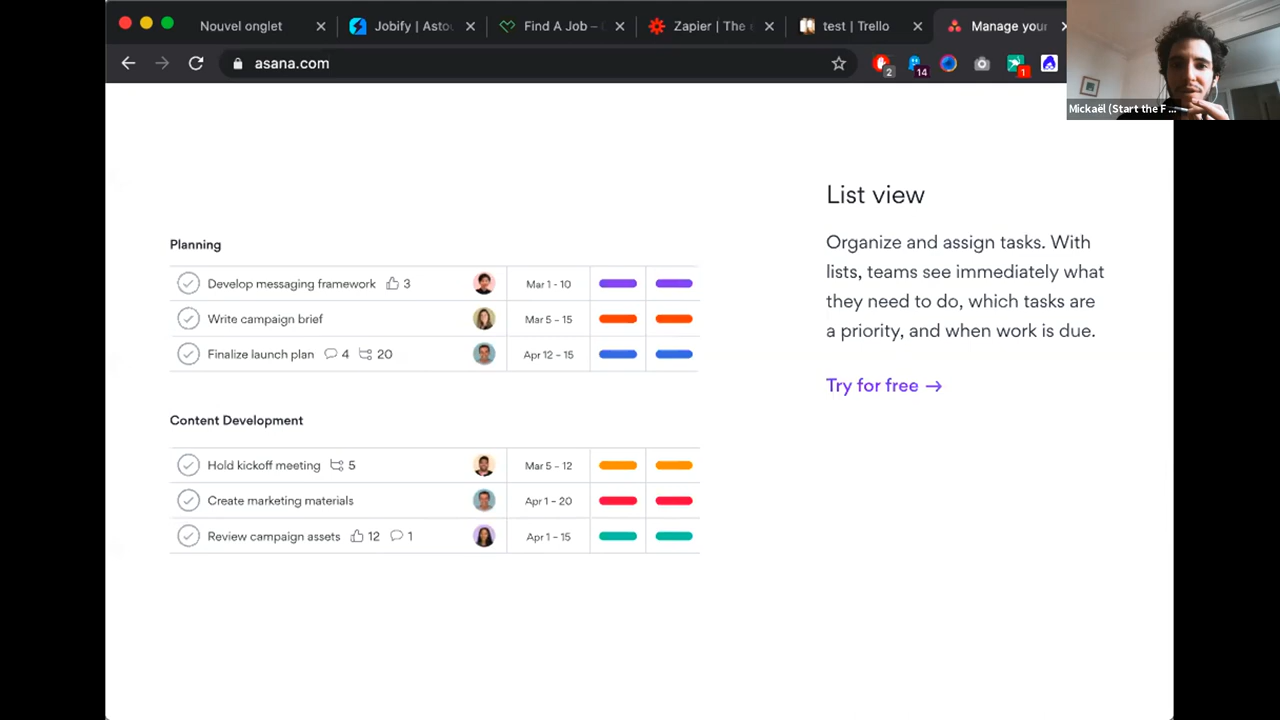 Nouvel onglet
Jobify | Asto
Find A Job –
Zapier | The
test | Trello
Manage your
asana.com
2
14
1
Mickaël (Start the F ...
List view
Organize and assign tasks. With
lists, teams see immediately what
they need to do, which tasks are
a priority, and when work is due.
Try for free →
Planning
Develop messaging framework 3 Mar 1 - 10
Write campaign brief Mar 5 – 15
Finalize launch plan 4 20 Apr 12 – 15
Content Development
Hold kickoff meeting 5 Mar 5 – 12
Create marketing materials Apr 1 – 20
Review campaign assets 12 1 Apr 1 – 15